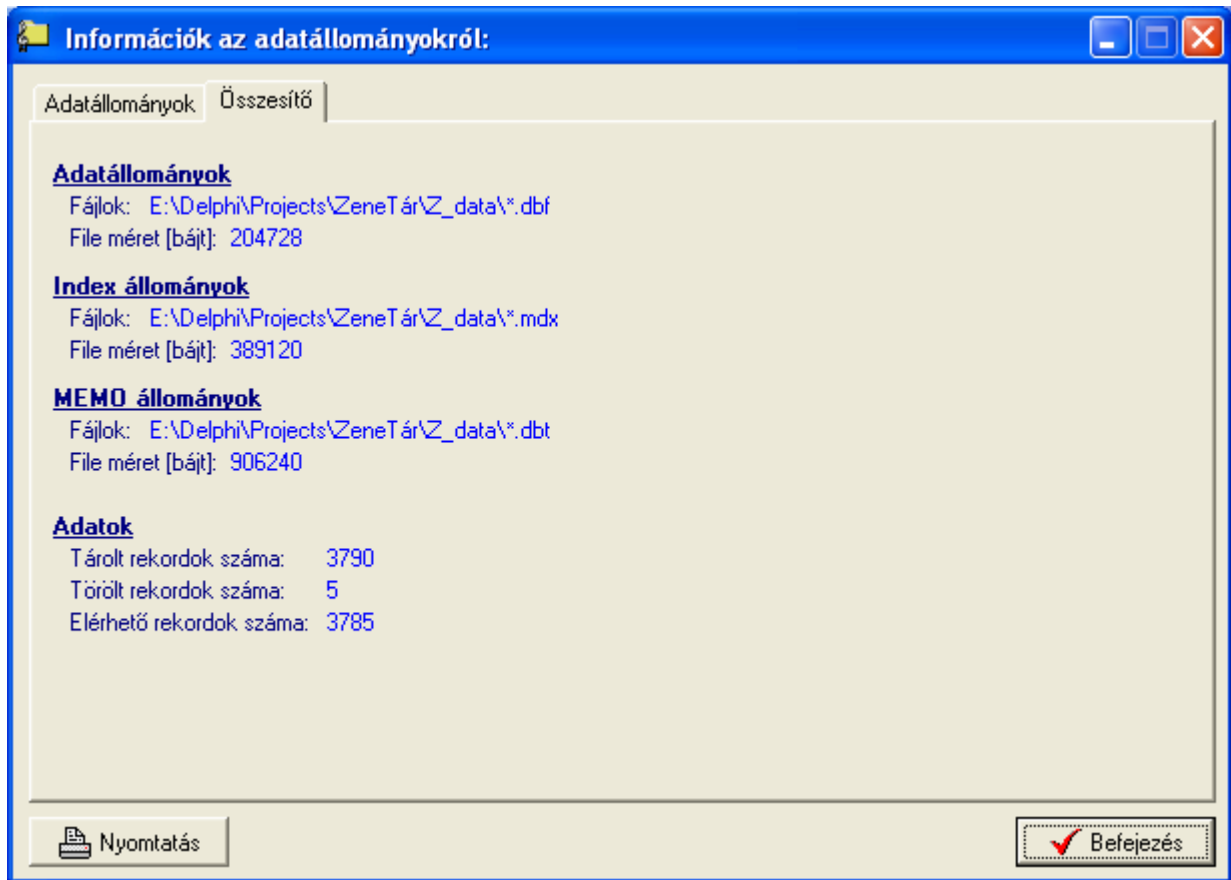 Információk az adatállományokról:
Adatállományok Összesítő
Adatállományok
Fájlok: E:\Delphi\Projects\ZeneTár\Z_data\*.dbf
File méret [bájt]: 204728
Index állományok
Fájlok: E:\Delphi\Projects\ZeneTár\Z_data\*.mdx
File méret [bájt]: 389120
MEMO állományok
Fájlok: E:\Delphi\Projects\ZeneTár\Z_data\*.dbt
File méret [bájt]: 906240
Adatok
Tárolt rekordok száma: 3790
Törölt rekordok száma: 5
Elérhető rekordok száma: 3785
Nyomtatás Befejezés